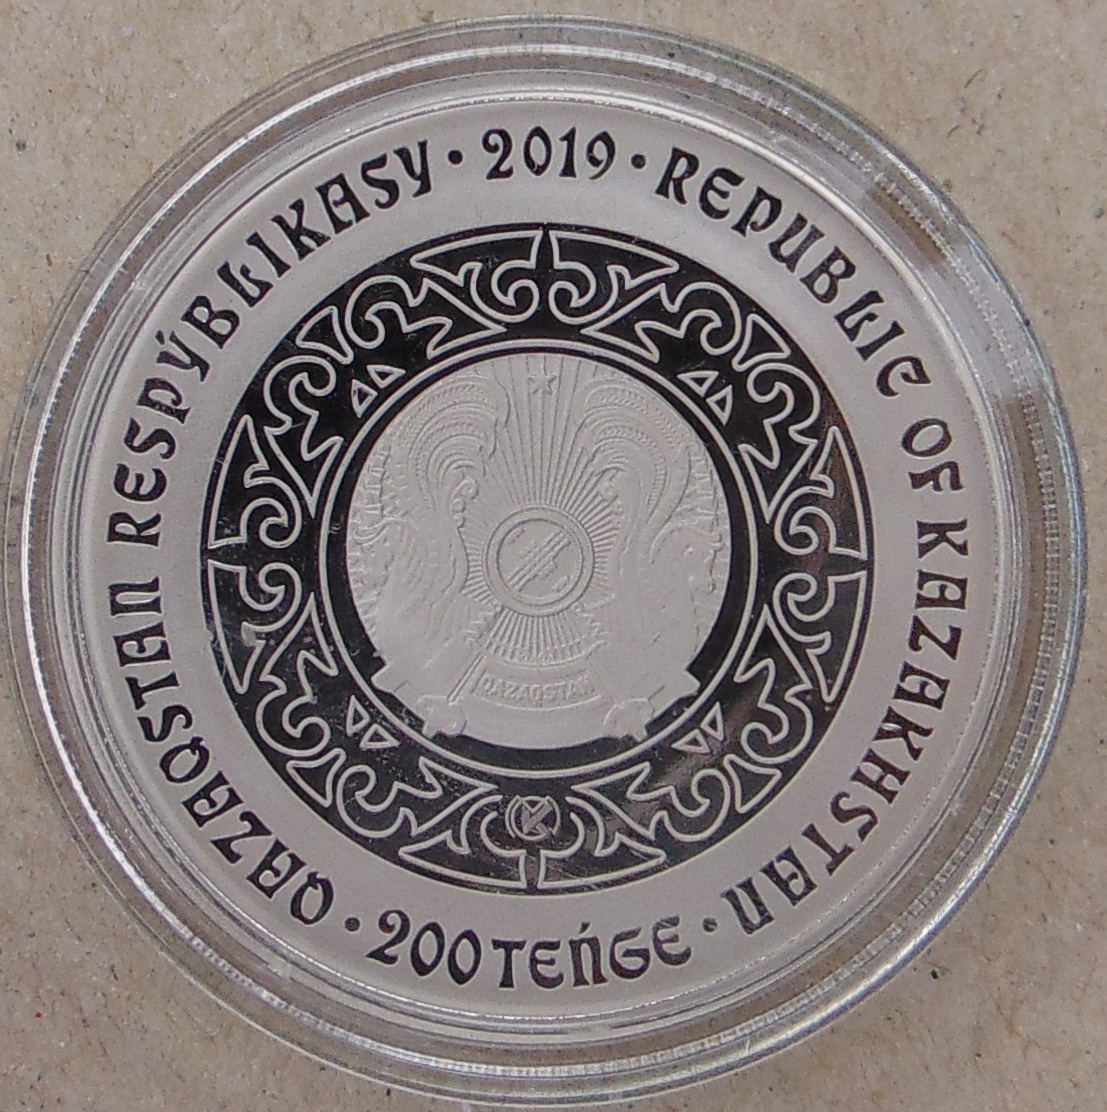 QAZAQSTAN RESPÝBLIKASY • 2019 • REPUBLIC OF KAZAKHSTAN • 200 TEŃGE •
QAZAQSTAN